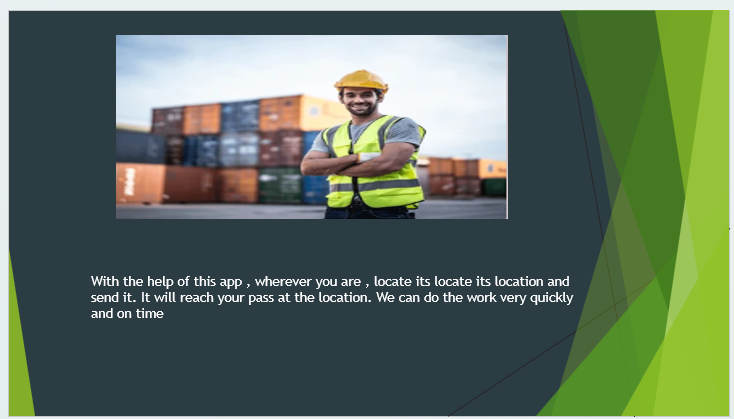 With the help of this app , wherever you are , locate its locate its location and
send it. It will reach your pass at the location. We can do the work very quickly
and on time